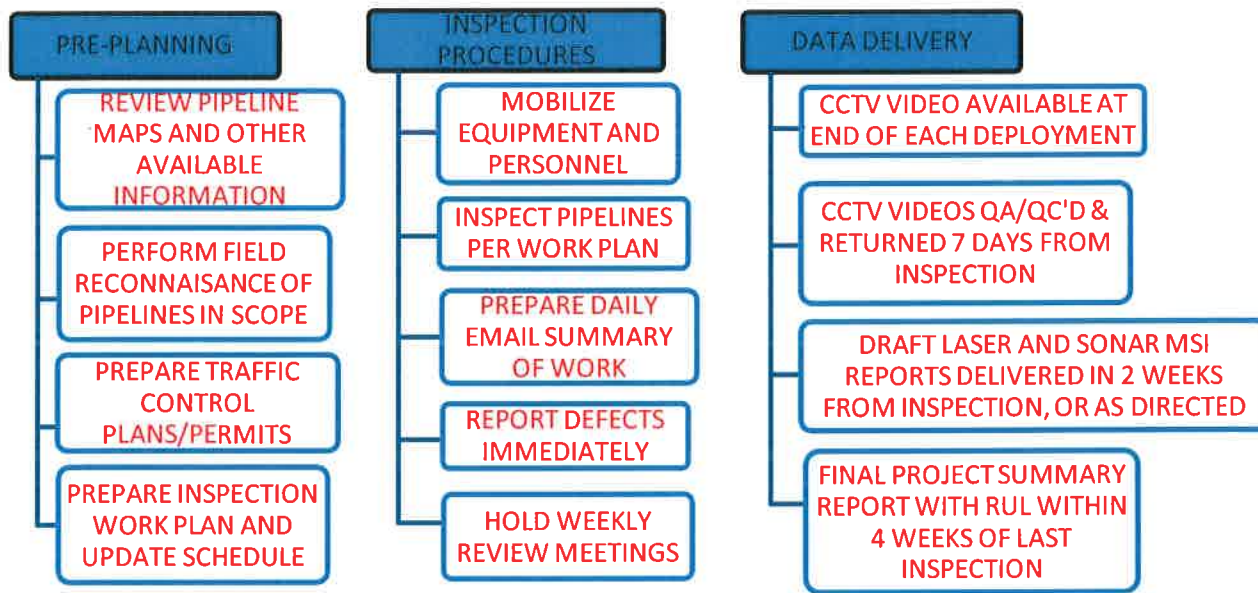 PRE-PLANNING
REVIEW PIPELINE
MAPS AND OTHER
AVAILABLE
INFORMATION
PERFORM FIELD
RECONNAISANCE OF
PIPELINES IN SCOPE
PREPARE TRAFFIC
CONTROL
PLANS/PERMITS
PREPARE INSPECTION
WORK PLAN AND
UPDATE SCHEDULE
INSPECTION
PROCEDURES
MOBILIZE
EQUIPMENT AND
PERSONNEL
INSPECT PIPELINES
PER WORK PLAN
PREPARE DAILY
EMAIL SUMMARY
OF WORK
REPORT DEFECTS
IMMEDIATELY
HOLD WEEKLY
REVIEW MEETINGS
DATA DELIVERY
CCTV VIDEO AVAILABLE AT
END OF EACH DEPLOYMENT
CCTV VIDEOS QA/QC'D &
RETURNED 7 DAYS FROM
INSPECTION
DRAFT LASER AND SONAR MSI
REPORTS DELIVERED IN 2 WEEKS
FROM INSPECTION, OR AS DIRECTED
FINAL PROJECT SUMMARY
REPORT WITH RUL WITHIN
4 WEEKS OF LAST
INSPECTION